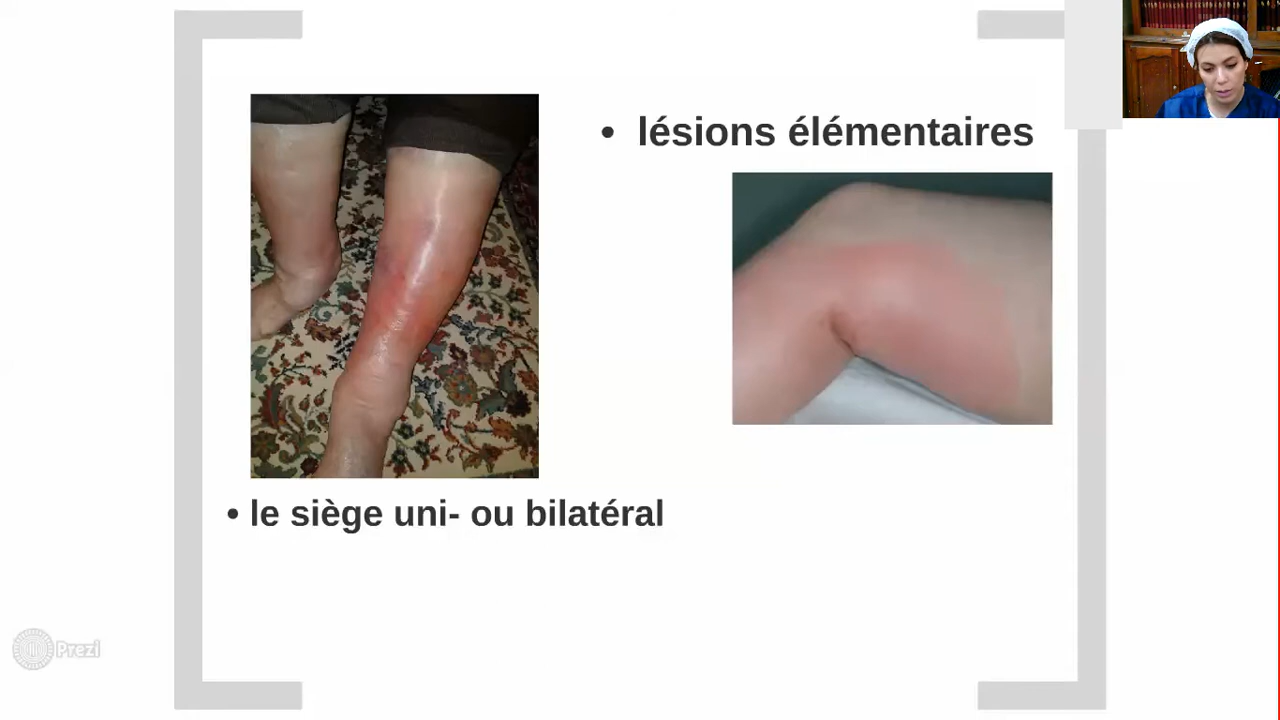 • lésions élémentaires
• le siège uni- ou bilatéral
Prezi